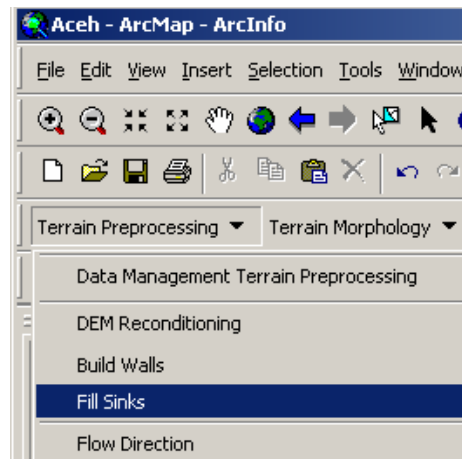 Aceh - ArcMap - ArcInfo
File Edit View Insert Selection Tools Window
Terrain Preprocessing Terrain Morphology
Data Management Terrain Preprocessing
DEM Reconditioning
Build Walls
Fill Sinks
Flow Direction